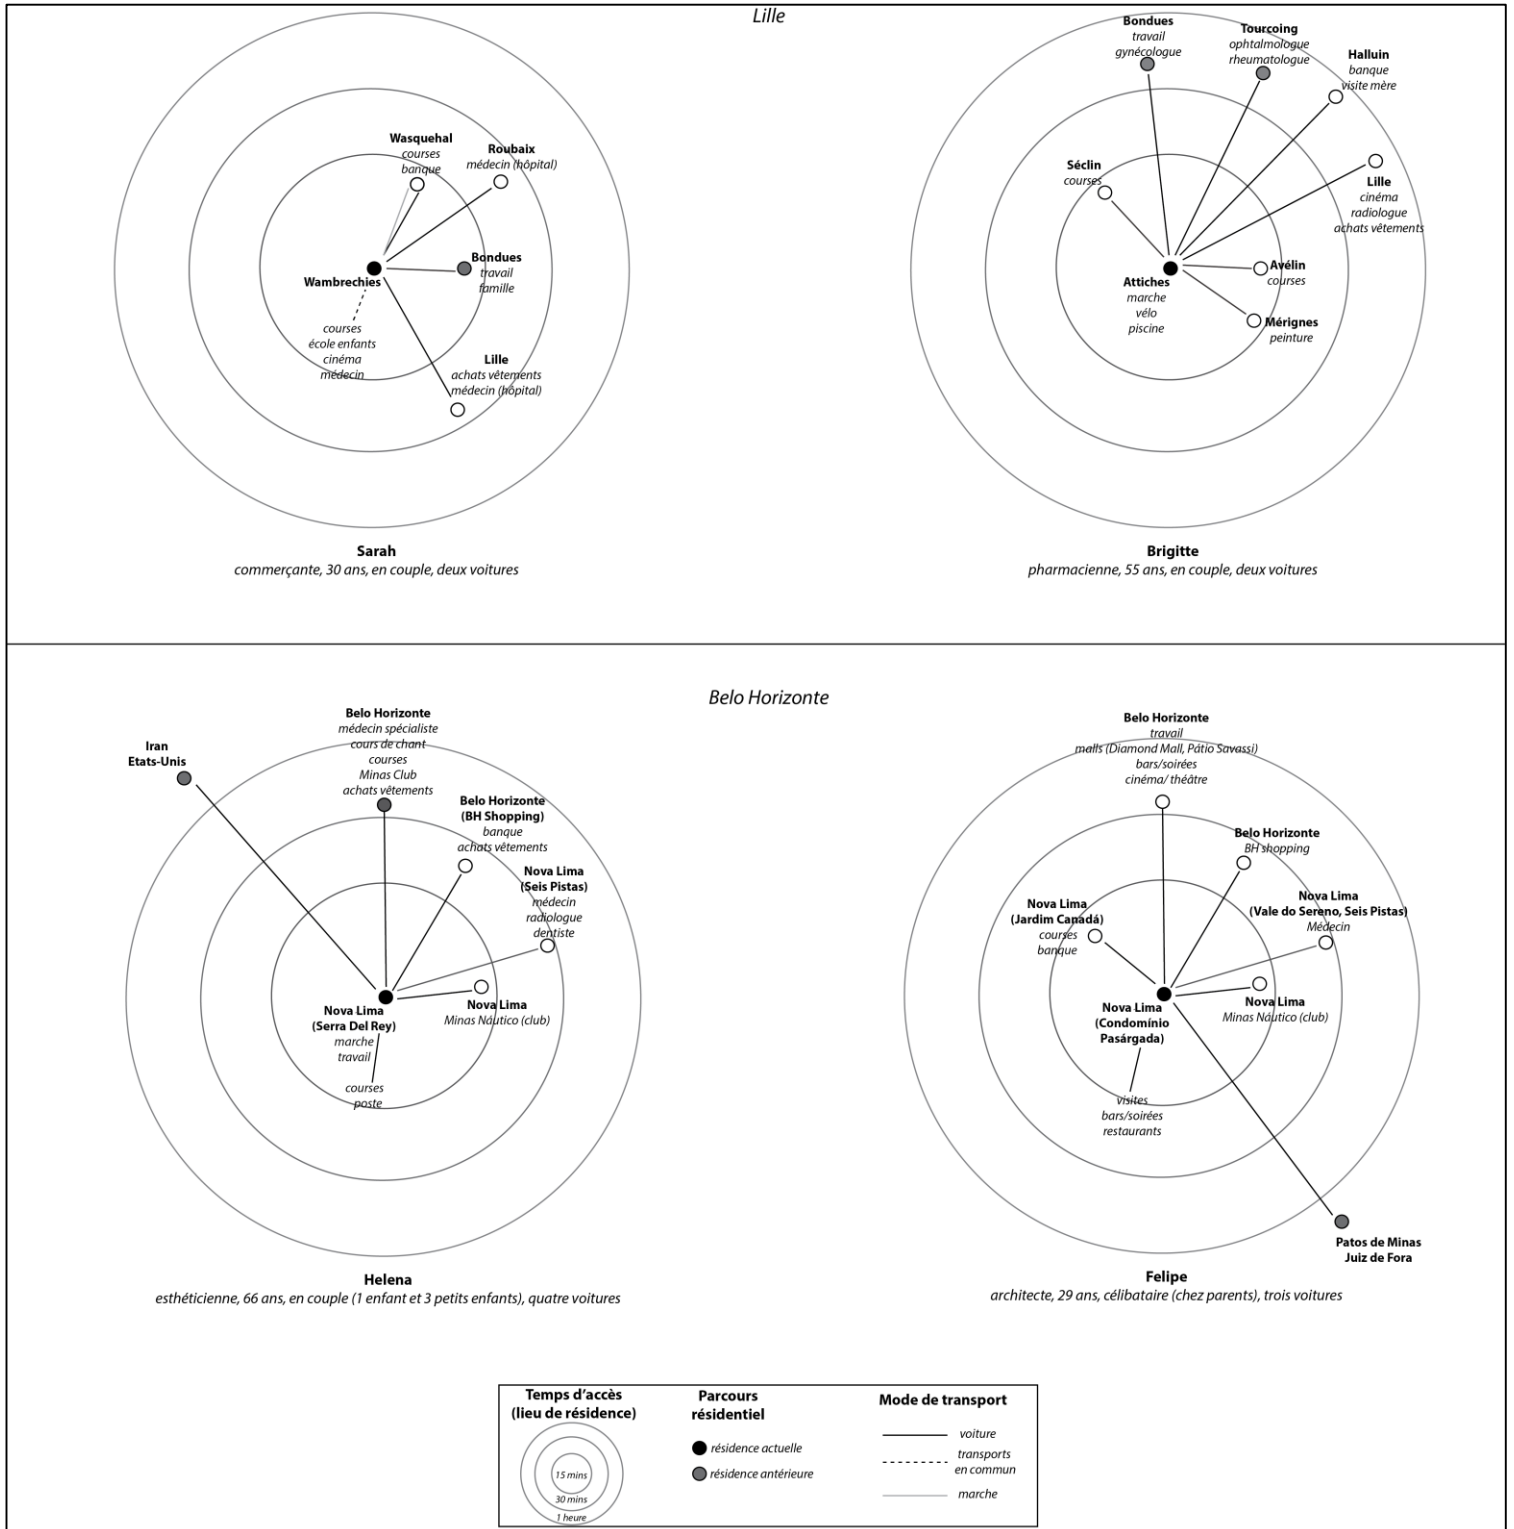 Lille
Wasquehal
courses
banque
Roubaix
médecin (hôpital)
Bondues
travail
famille
Wambrechies
courses
école enfants
cinéma
médecin
Lille
achats vêtements
médecin (hôpital)
Sarah
commerçante, 30 ans, en couple, deux voitures
Bondues
travail
gynécologue
Tourcoing
ophtalmologue
rheumatologue
Halluin
banque
visite mère
Séclin
courses
Lille
cinéma
radiologue
achats vêtements
Avélin
courses
Attiches
marche
vélo
piscine
Mérignes
peinture
Brigitte
pharmacienne, 55 ans, en couple, deux voitures
Belo Horizonte
Iran
Etats-Unis
Belo Horizonte
médecin spécialiste
cours de chant
courses
Minas Club
achats vêtements
Belo Horizonte
(BH Shopping)
banque
achats vêtements
Nova Lima
(Seis Pistas)
médecin
radiologue
dentiste
Nova Lima
Minas Náutico (club)
Nova Lima
(Serra Del Rey)
marche
travail
courses
poste
Helena
esthéticienne, 66 ans, en couple (1 enfant et 3 petits enfants), quatre voitures
Belo Horizonte
travail
malls (Diamond Mall, Pátio Savassi)
bars/soirées
cinéma/ théâtre
Belo Horizonte
BH shopping
Nova Lima
(Jardim Canadá)
courses
banque
Nova Lima
(Vale do Sereno, Seis Pistas)
Médecin
Nova Lima
Minas Náutico (club)
Nova Lima
(Condomínio
Pasárgada)
visites
bars/soirées
restaurants
Patos de Minas
Juiz de Fora
Felipe
architecte, 29 ans, célibataire (chez parents), trois voitures
Temps d'accès
(lieu de résidence)
15 mins
30 mins
1 heure
Parcours
résidentiel
résidence actuelle
résidence antérieure
Mode de transport
voiture
transports
en commun
marche